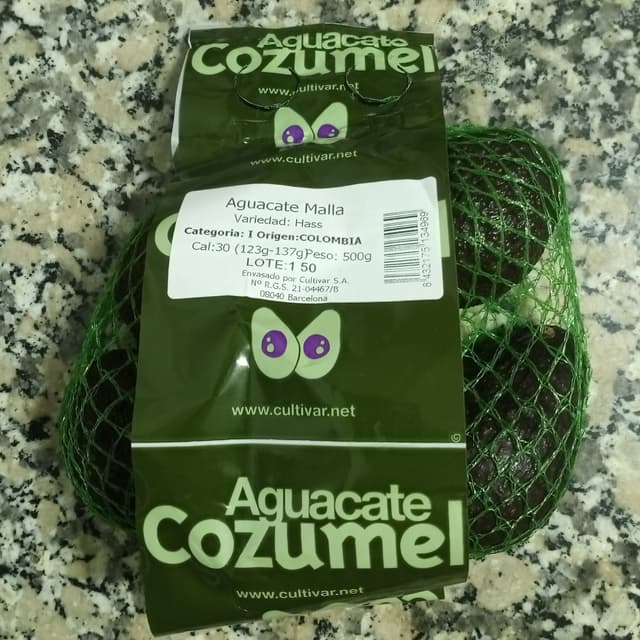 Aguacate
Cozumel
www.cultivar.net
www.cultivar.net
Aguacate Malla
Variedad: Hass
Categoria: I Origen:COLOMBIA
Cal:30 (123g-137g)Peso: 500g
LOTE:1 50
Envasado por Cultivar S.A.
Nº R.G.S. 21-04467/B
08040 Barcelona
www.cultivar.net
©
Aguacate
Cozumel
www.cultivar.net